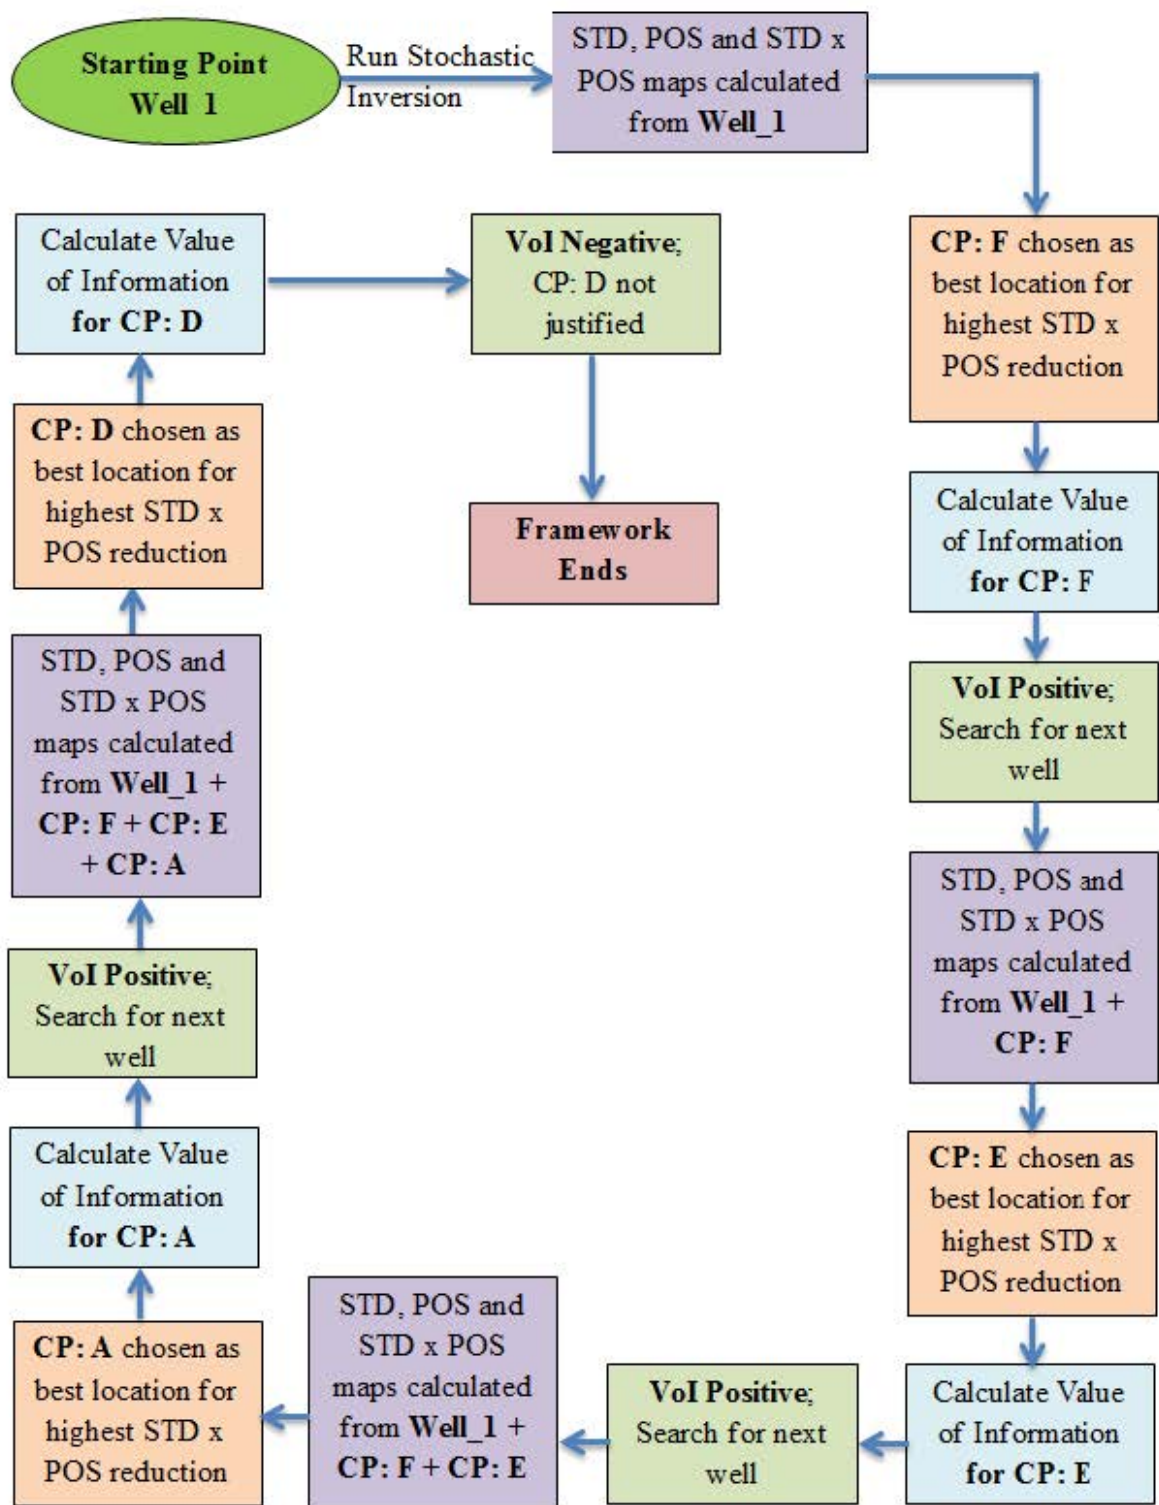 Starting Point
Well_1
Run Stochastic
Inversion
STD, POS and STD x
POS maps calculated
from Well_1
CP: F chosen as
best location for
highest STD x
POS reduction
Calculate Value
of Information
for CP: F
VoI Positive;
Search for next
well
STD, POS and
STD x POS
maps calculated
from Well_1 +
CP: F
CP: E chosen as
best location for
highest STD x
POS reduction
Calculate Value
of Information
for CP: E
VoI Positive;
Search for next
well
STD, POS and
STD x POS
maps calculated
from Well_1 +
CP: F + CP: E
CP: A chosen as
best location for
highest STD x
POS reduction
Calculate Value
of Information
for CP: A
VoI Positive;
Search for next
well
STD, POS and
STD x POS
maps calculated
from Well_1 +
CP: F + CP: E
+ CP: A
CP: D chosen as
best location for
highest STD x
POS reduction
Calculate Value
of Information
for CP: D
VoI Negative;
CP: D not
justified
Framework
Ends